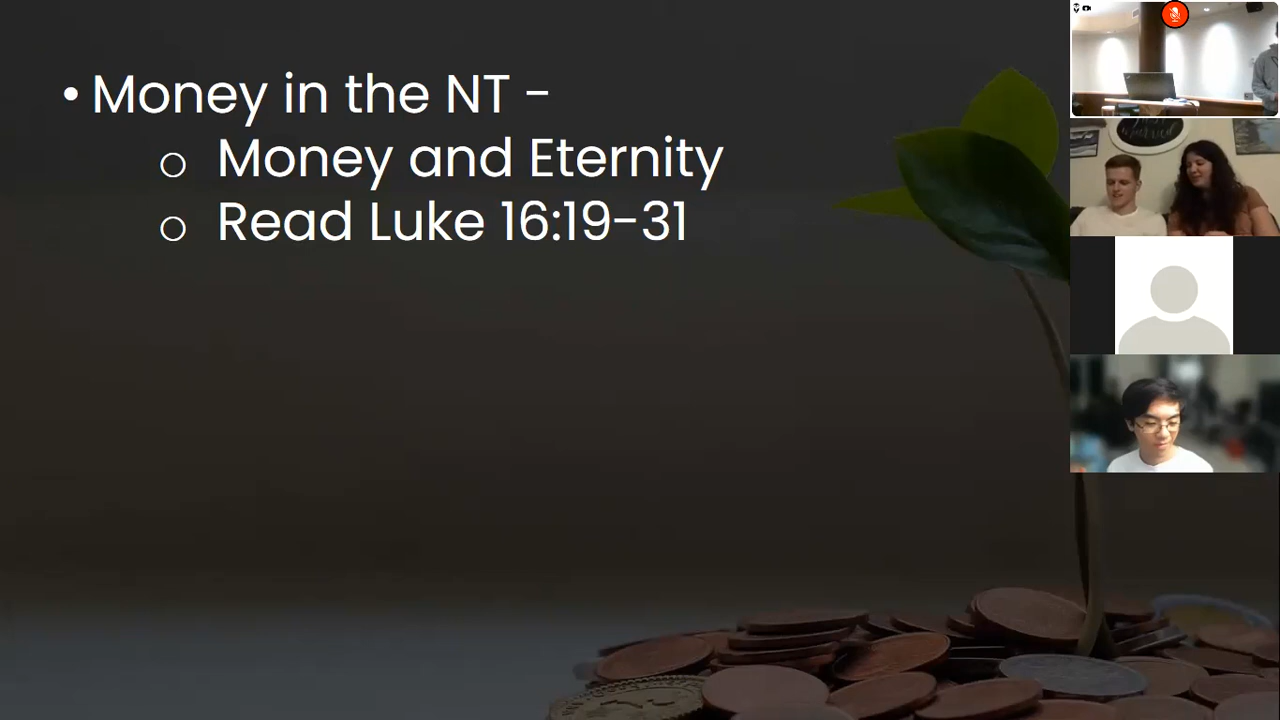 • Money in the NT -
o Money and Eternity
o Read Luke 16:19-31